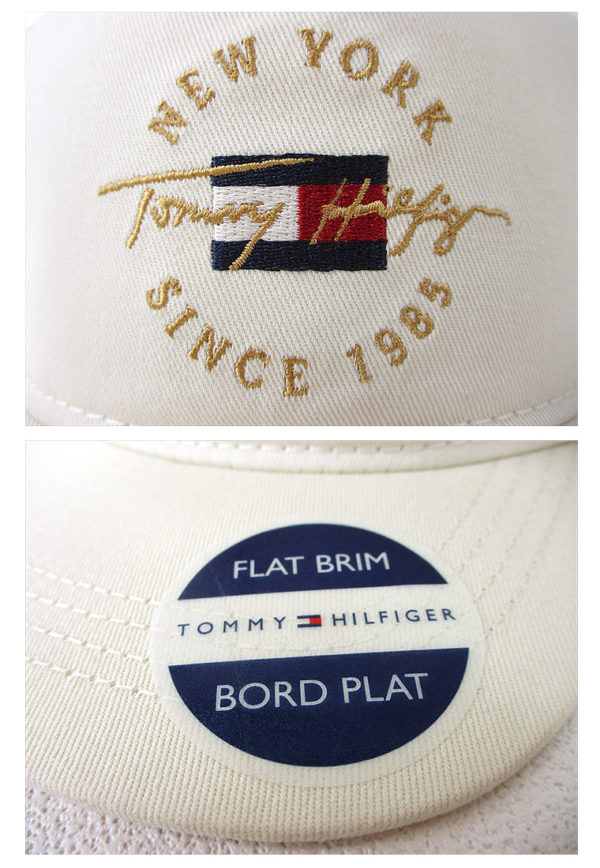 NEW YORK
Tommy Hilfiger
SINCE 1985
FLAT BRIM
TOMMY HILFIGER
BORD PLAT